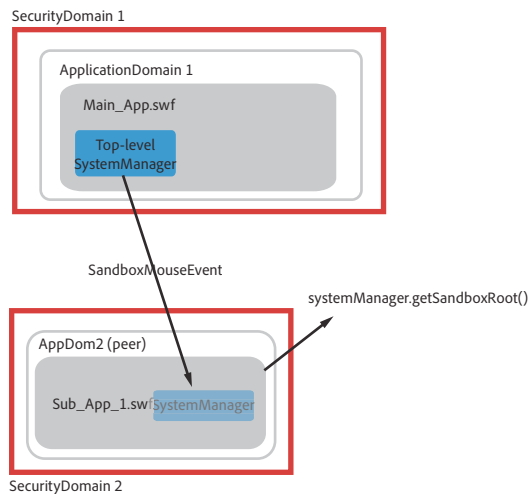 SecurityDomain 1
ApplicationDomain 1
Main_App.swf
Top-level
SystemManager
SandboxMouseEvent
systemManager.getSandboxRoot()
AppDom2 (peer)
Sub_App_1.swf
SystemManager
SecurityDomain 2